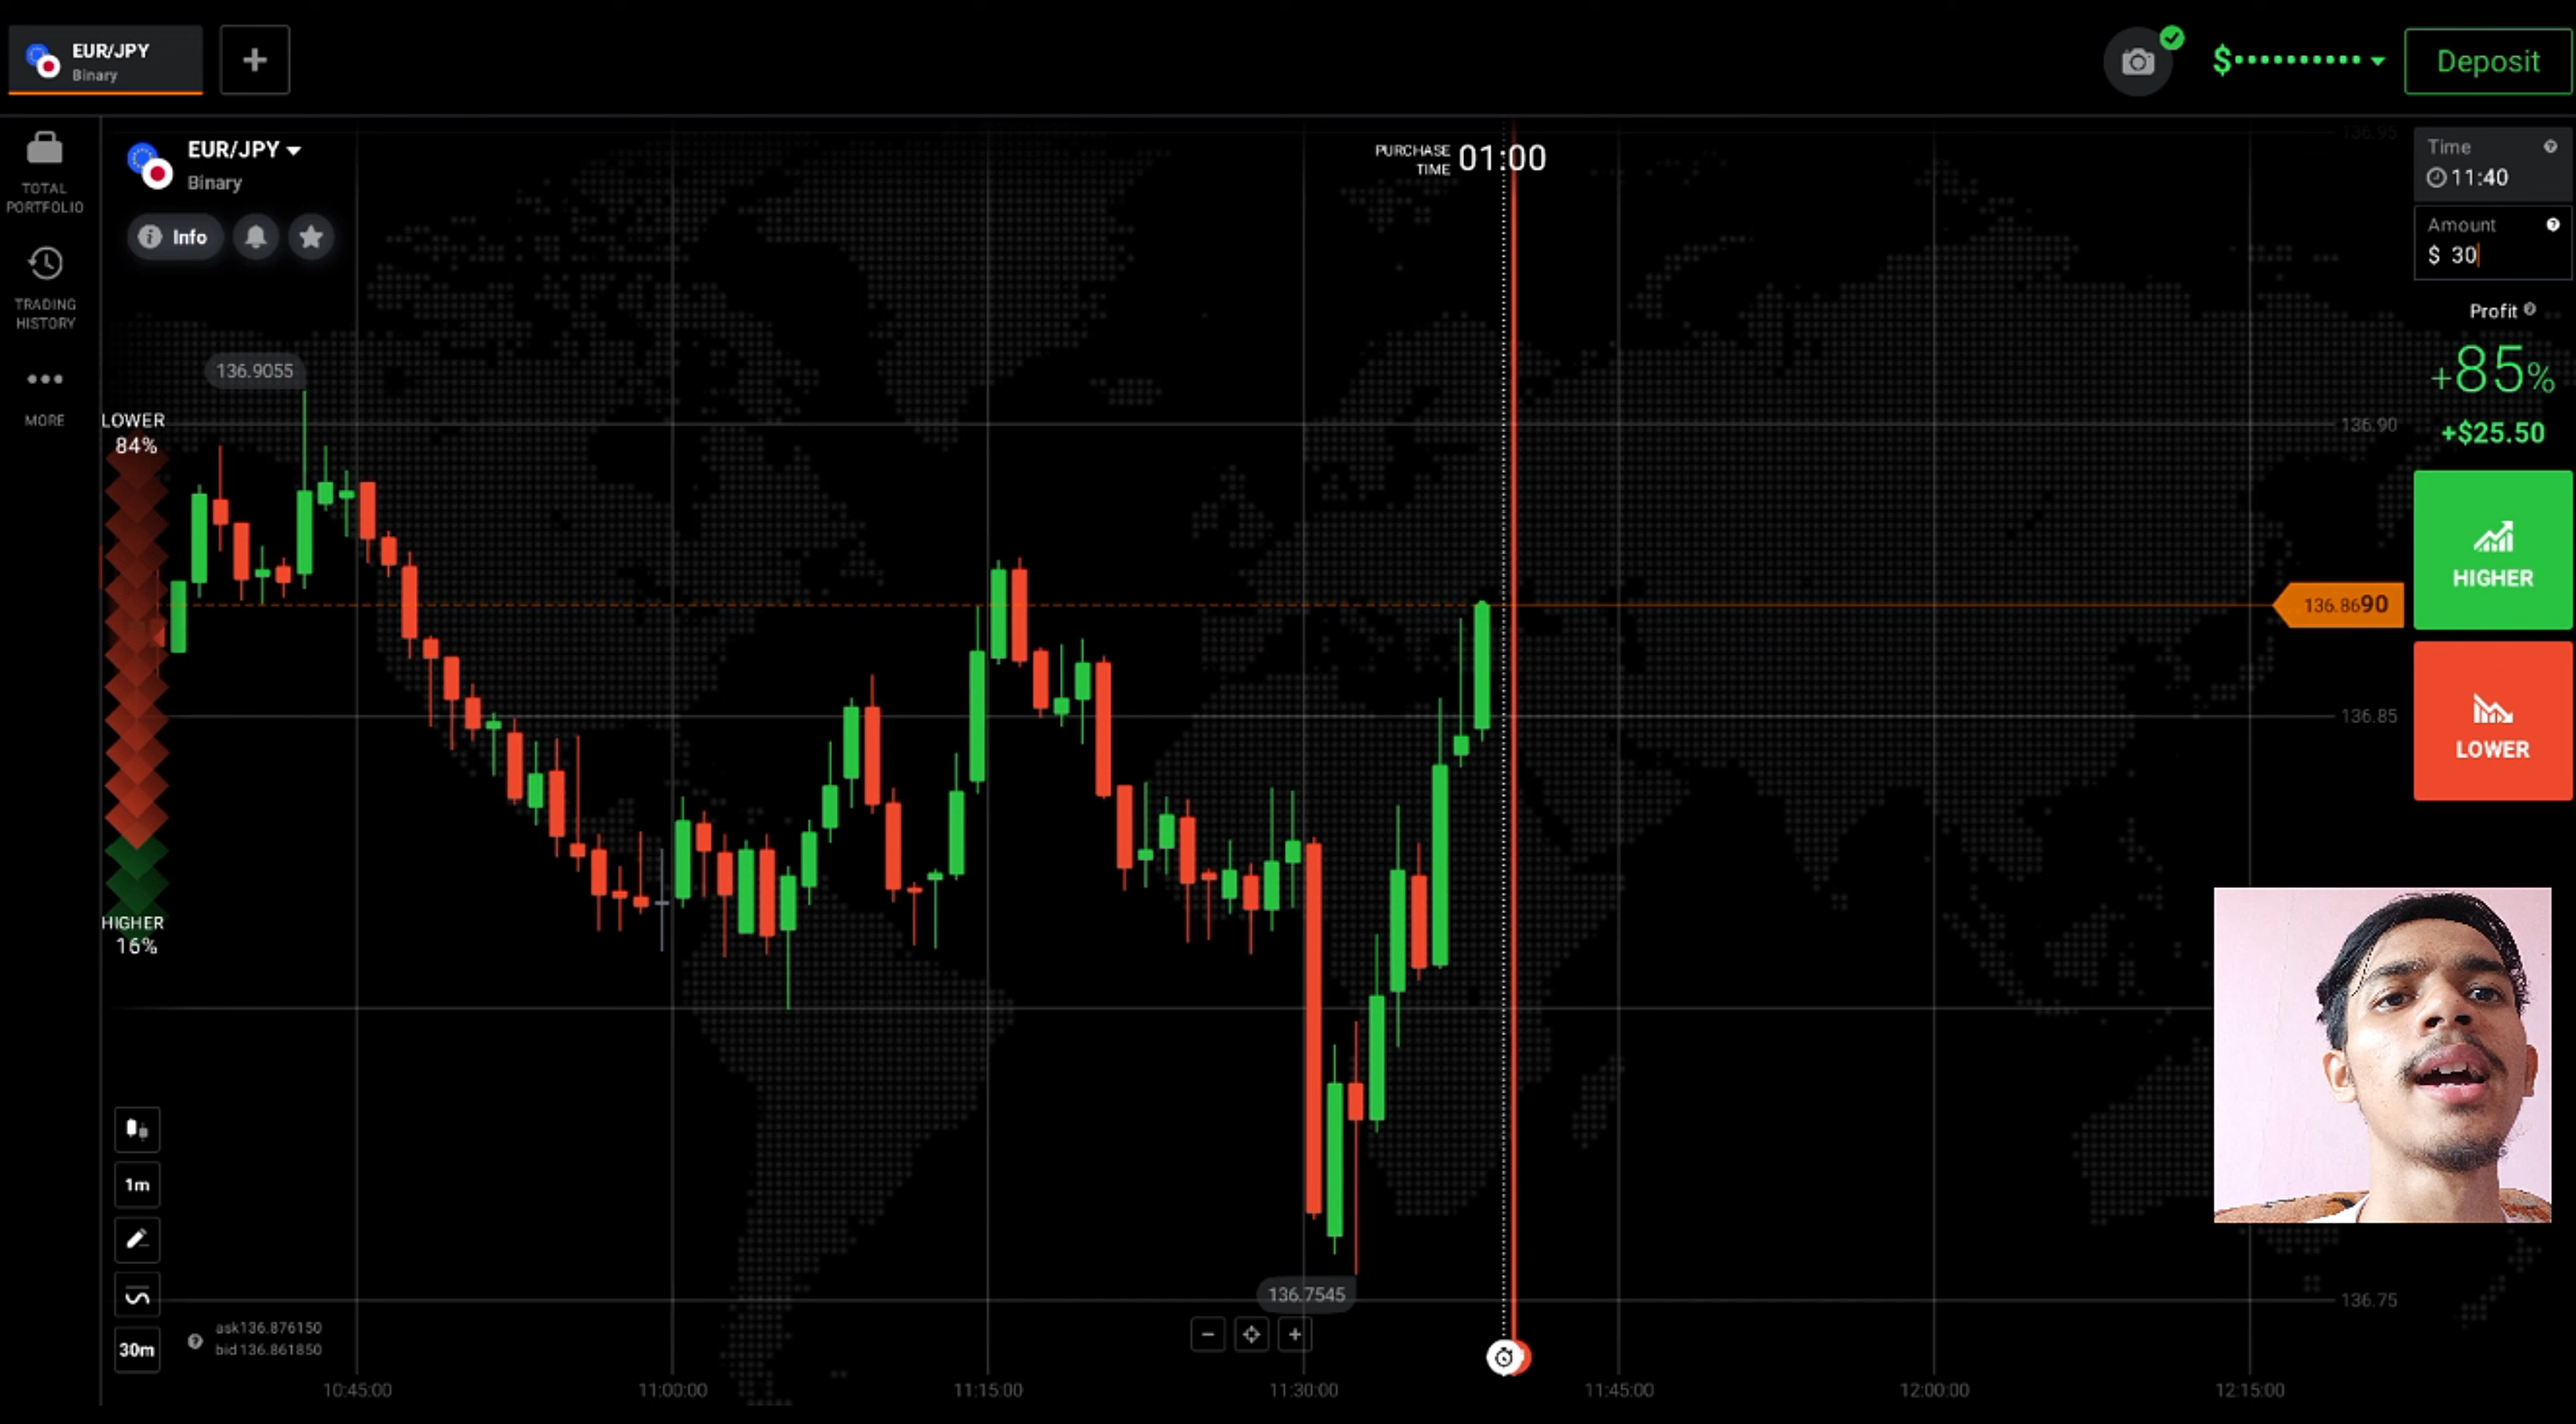 EUR/JPY
Binary
+
$••••••••••
Deposit
TOTAL
PORTFOLIO
TRADING
HISTORY
MORE
EUR/JPY
Binary
Info
PURCHASE
TIME
01:00
136.95
Time
11:40
Amount
$ 30
Profit
+85%
+$25.50
HIGHER
LOWER
136.9055
LOWER
84%
HIGHER
16%
136.90
136.8690
136.85
136.75
136.7545
1m
30m
ask136.876150
bid136.861850
10:45:00
11:00:00
11:15:00
11:30:00
11:45:00
12:00:00
12:15:00